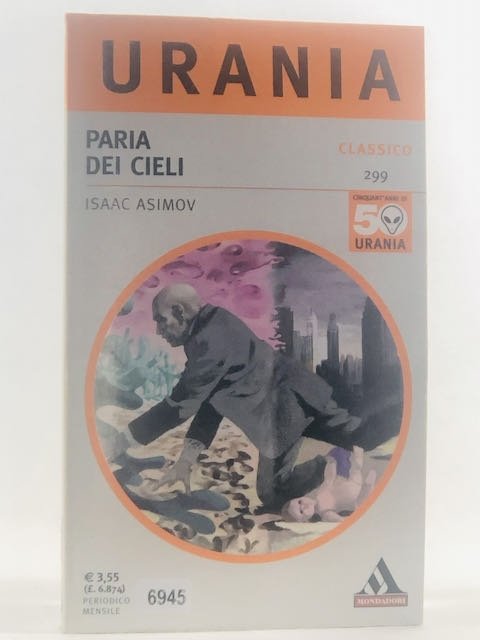 URANIA
PARIA
DEI CIELI
ISAAC ASIMOV
CLASSICO
299
CINQUANT'ANNI DI
50
URANIA
€ 3,55
(£. 6.874)
PERIODICO
MENSILE
6945
MONDADORI